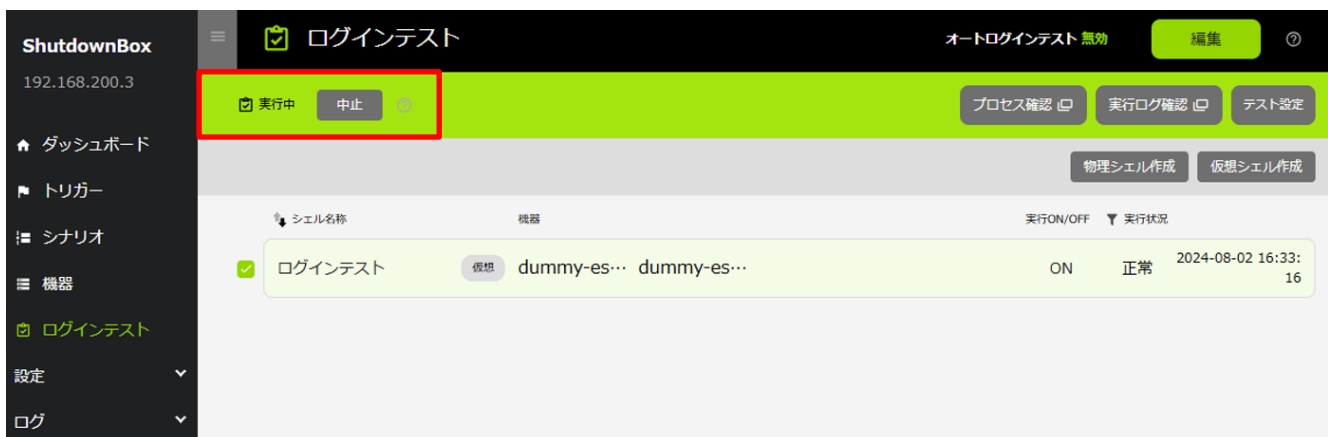 ShutdownBox
192.168.200.3
ダッシュボード
トリガー
シナリオ
機器
ログインテスト
設定
ログ
ログインテスト
オートログインテスト 無効
編集
実行中
中止
プロセス確認
実行ログ確認
テスト設定
物理シェル作成
仮想シェル作成
シェル名称
機器
実行ON/OFF
実行状況
ログインテスト
仮想
dummy-es… dummy-es…
ON
正常
2024-08-02 16:33:
16